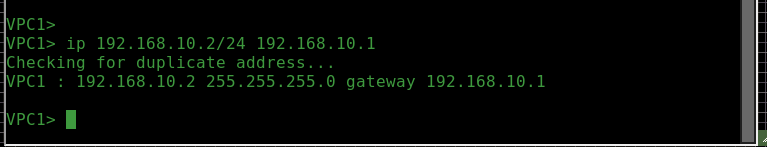 VPC1>
VPC1> ip 192.168.10.2/24 192.168.10.1
Checking for duplicate address...
VPC1 : 192.168.10.2 255.255.255.0 gateway 192.168.10.1
VPC1>